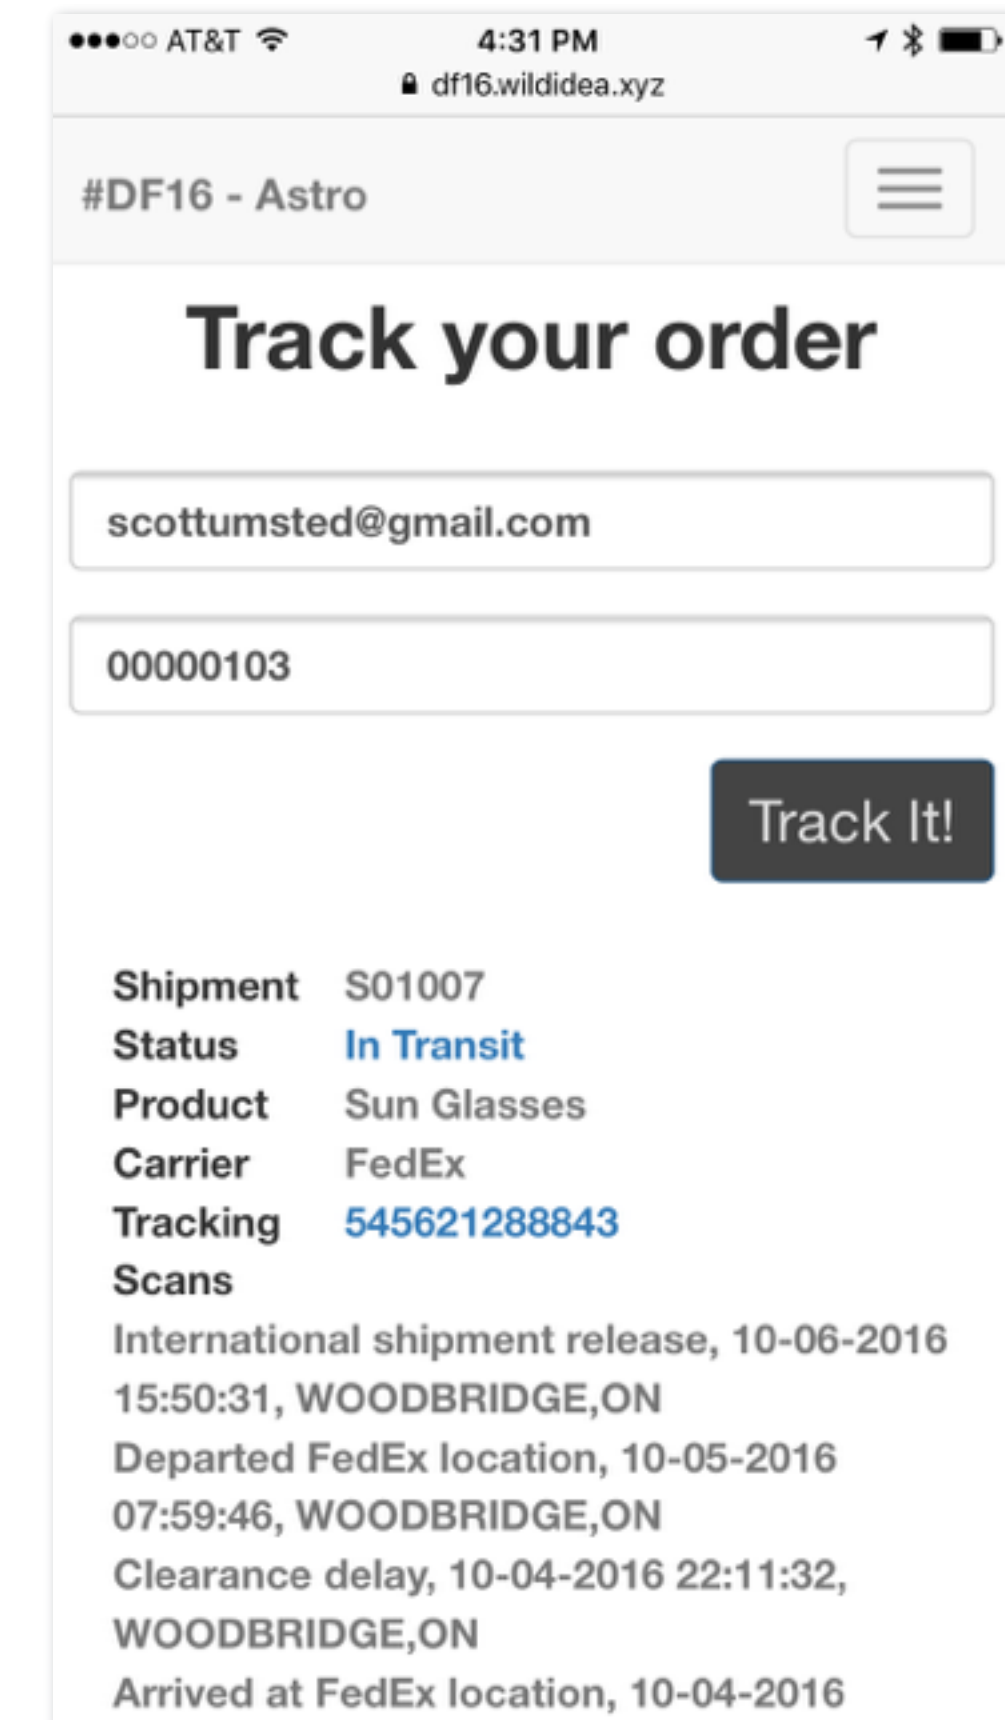 AT&T 4:31 PM
df16.wildidea.xyz
#DF16 - Astro
Track your order
scottumsted@gmail.com
00000103
Track It!
Shipment S01007
Status In Transit
Product Sun Glasses
Carrier FedEx
Tracking 545621288843
Scans
International shipment release, 10-06-2016
15:50:31, WOODBRIDGE,ON
Departed FedEx location, 10-05-2016
07:59:46, WOODBRIDGE,ON
Clearance delay, 10-04-2016 22:11:32,
WOODBRIDGE,ON
Arrived at FedEx location, 10-04-2016